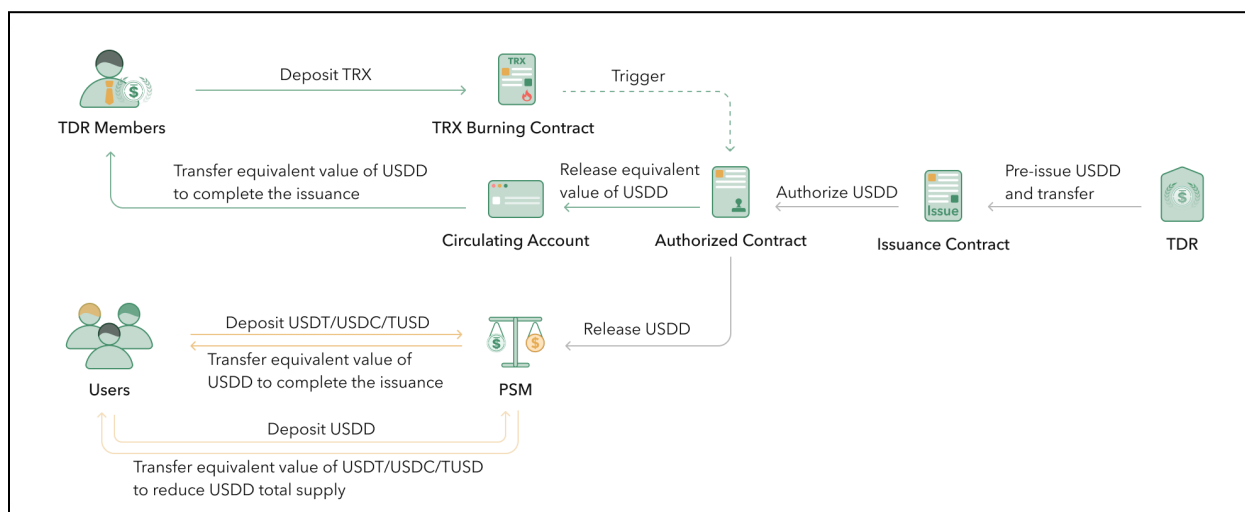 Deposit TRX
TRX
Trigger
TDR Members
TRX Burning Contract
Transfer equivalent value of USDD
to complete the issuance
Release equivalent
value of USDD
Authorize USDD
Pre-issue USDD
and transfer
Issue
$
Circulating Account
Authorized Contract
Issuance Contract
TDR
Deposit USDT/USDC/TUSD
Release USDD
Transfer equivalent value of
USDD to complete the issuance
$
$
Users
PSM
Deposit USDD
Transfer equivalent value of USDT/USDC/TUSD
to reduce USDD total supply
$